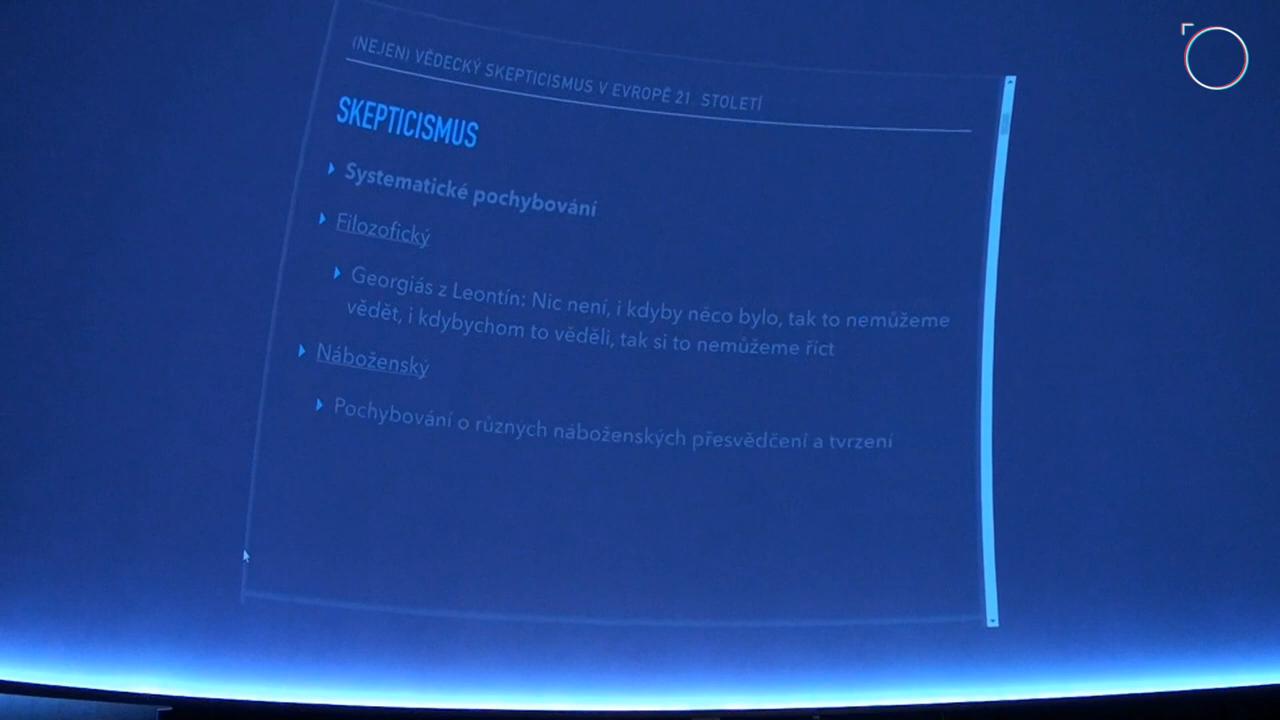 (NEJEN) VĚDECKÝ SKEPTICISMUS V EVROPĚ 21. STOLETÍ
SKEPTICISMUS
Systematické pochybování
Filozofický
Georgiás z Leontín: Nic není, i kdyby něco bylo, tak to nemůžeme
vědět, i kdybychom to věděli, tak si to nemůžeme říct
Náboženský
Pochybování o různych náboženských přesvědčení a tvrzení